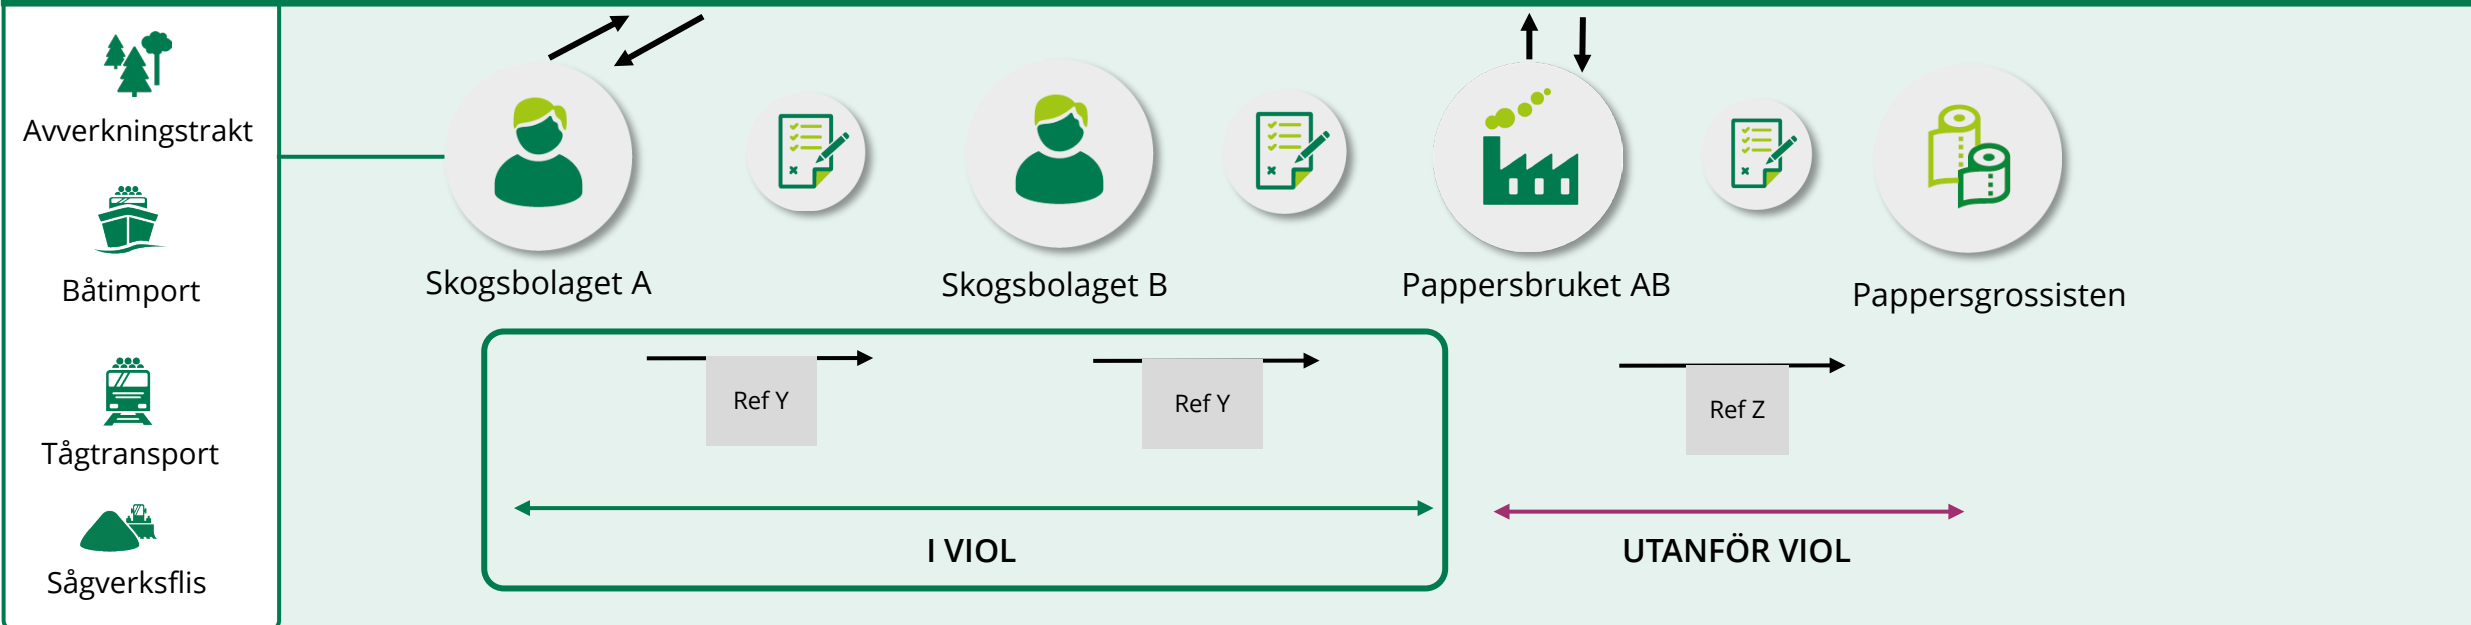 Avverkningstrakt
Båtimport
Tågtransport
Sågverksflis
Skogsbolaget A
Skogsbolaget B
Pappersbruket AB
Pappersgrossisten
Ref Y
Ref Y
Ref Z
I VIOL
UTANFÖR VIOL